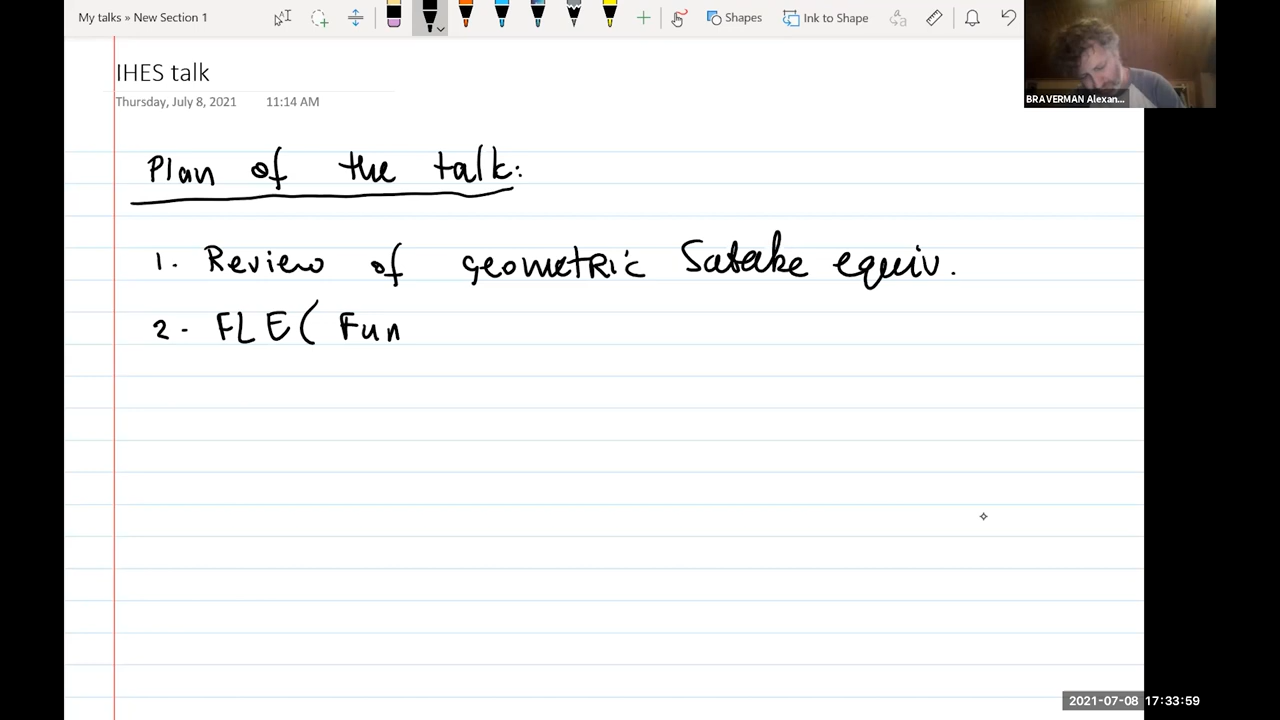 My talks » New Section 1
Shapes
Ink to Shape
IHES talk
Thursday, July 8, 2021 11:14 AM
BRAVERMAN Alexan...
Plan of the talk:
1. Review of geometric Satake equiv.
2. FLE ( Fun
2021-07-08 17:33:59